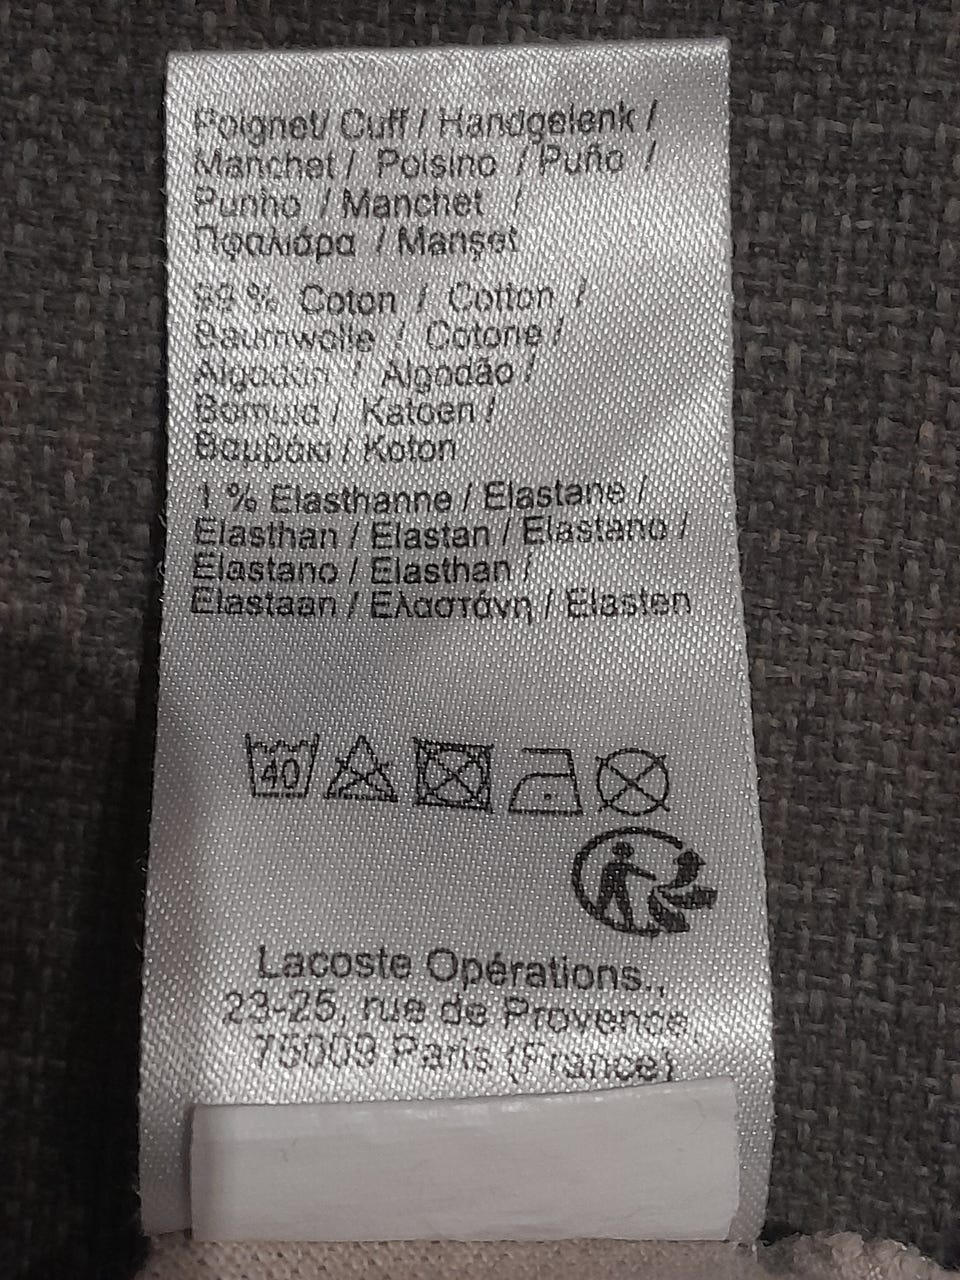 Poignet/ Cuff / Handgelenk /
Manchet / Polsino / Puño /
Punho / Manchet /
Πφαλιάρα / Manşet
99 % Coton / Cotton /
Baumwolle / Cotone /
Algodón / Algodão /
Bomuld / Katoen /
Βαμβάκι / Koton
1 % Elasthanne / Elastane /
Elasthan / Elastan / Elastano /
Elastano / Elasthan /
Elastaan / Ελαστάνη / Elasten
40
Lacoste Opérations.,
23-25, rue de Provence
75009 Paris (France)